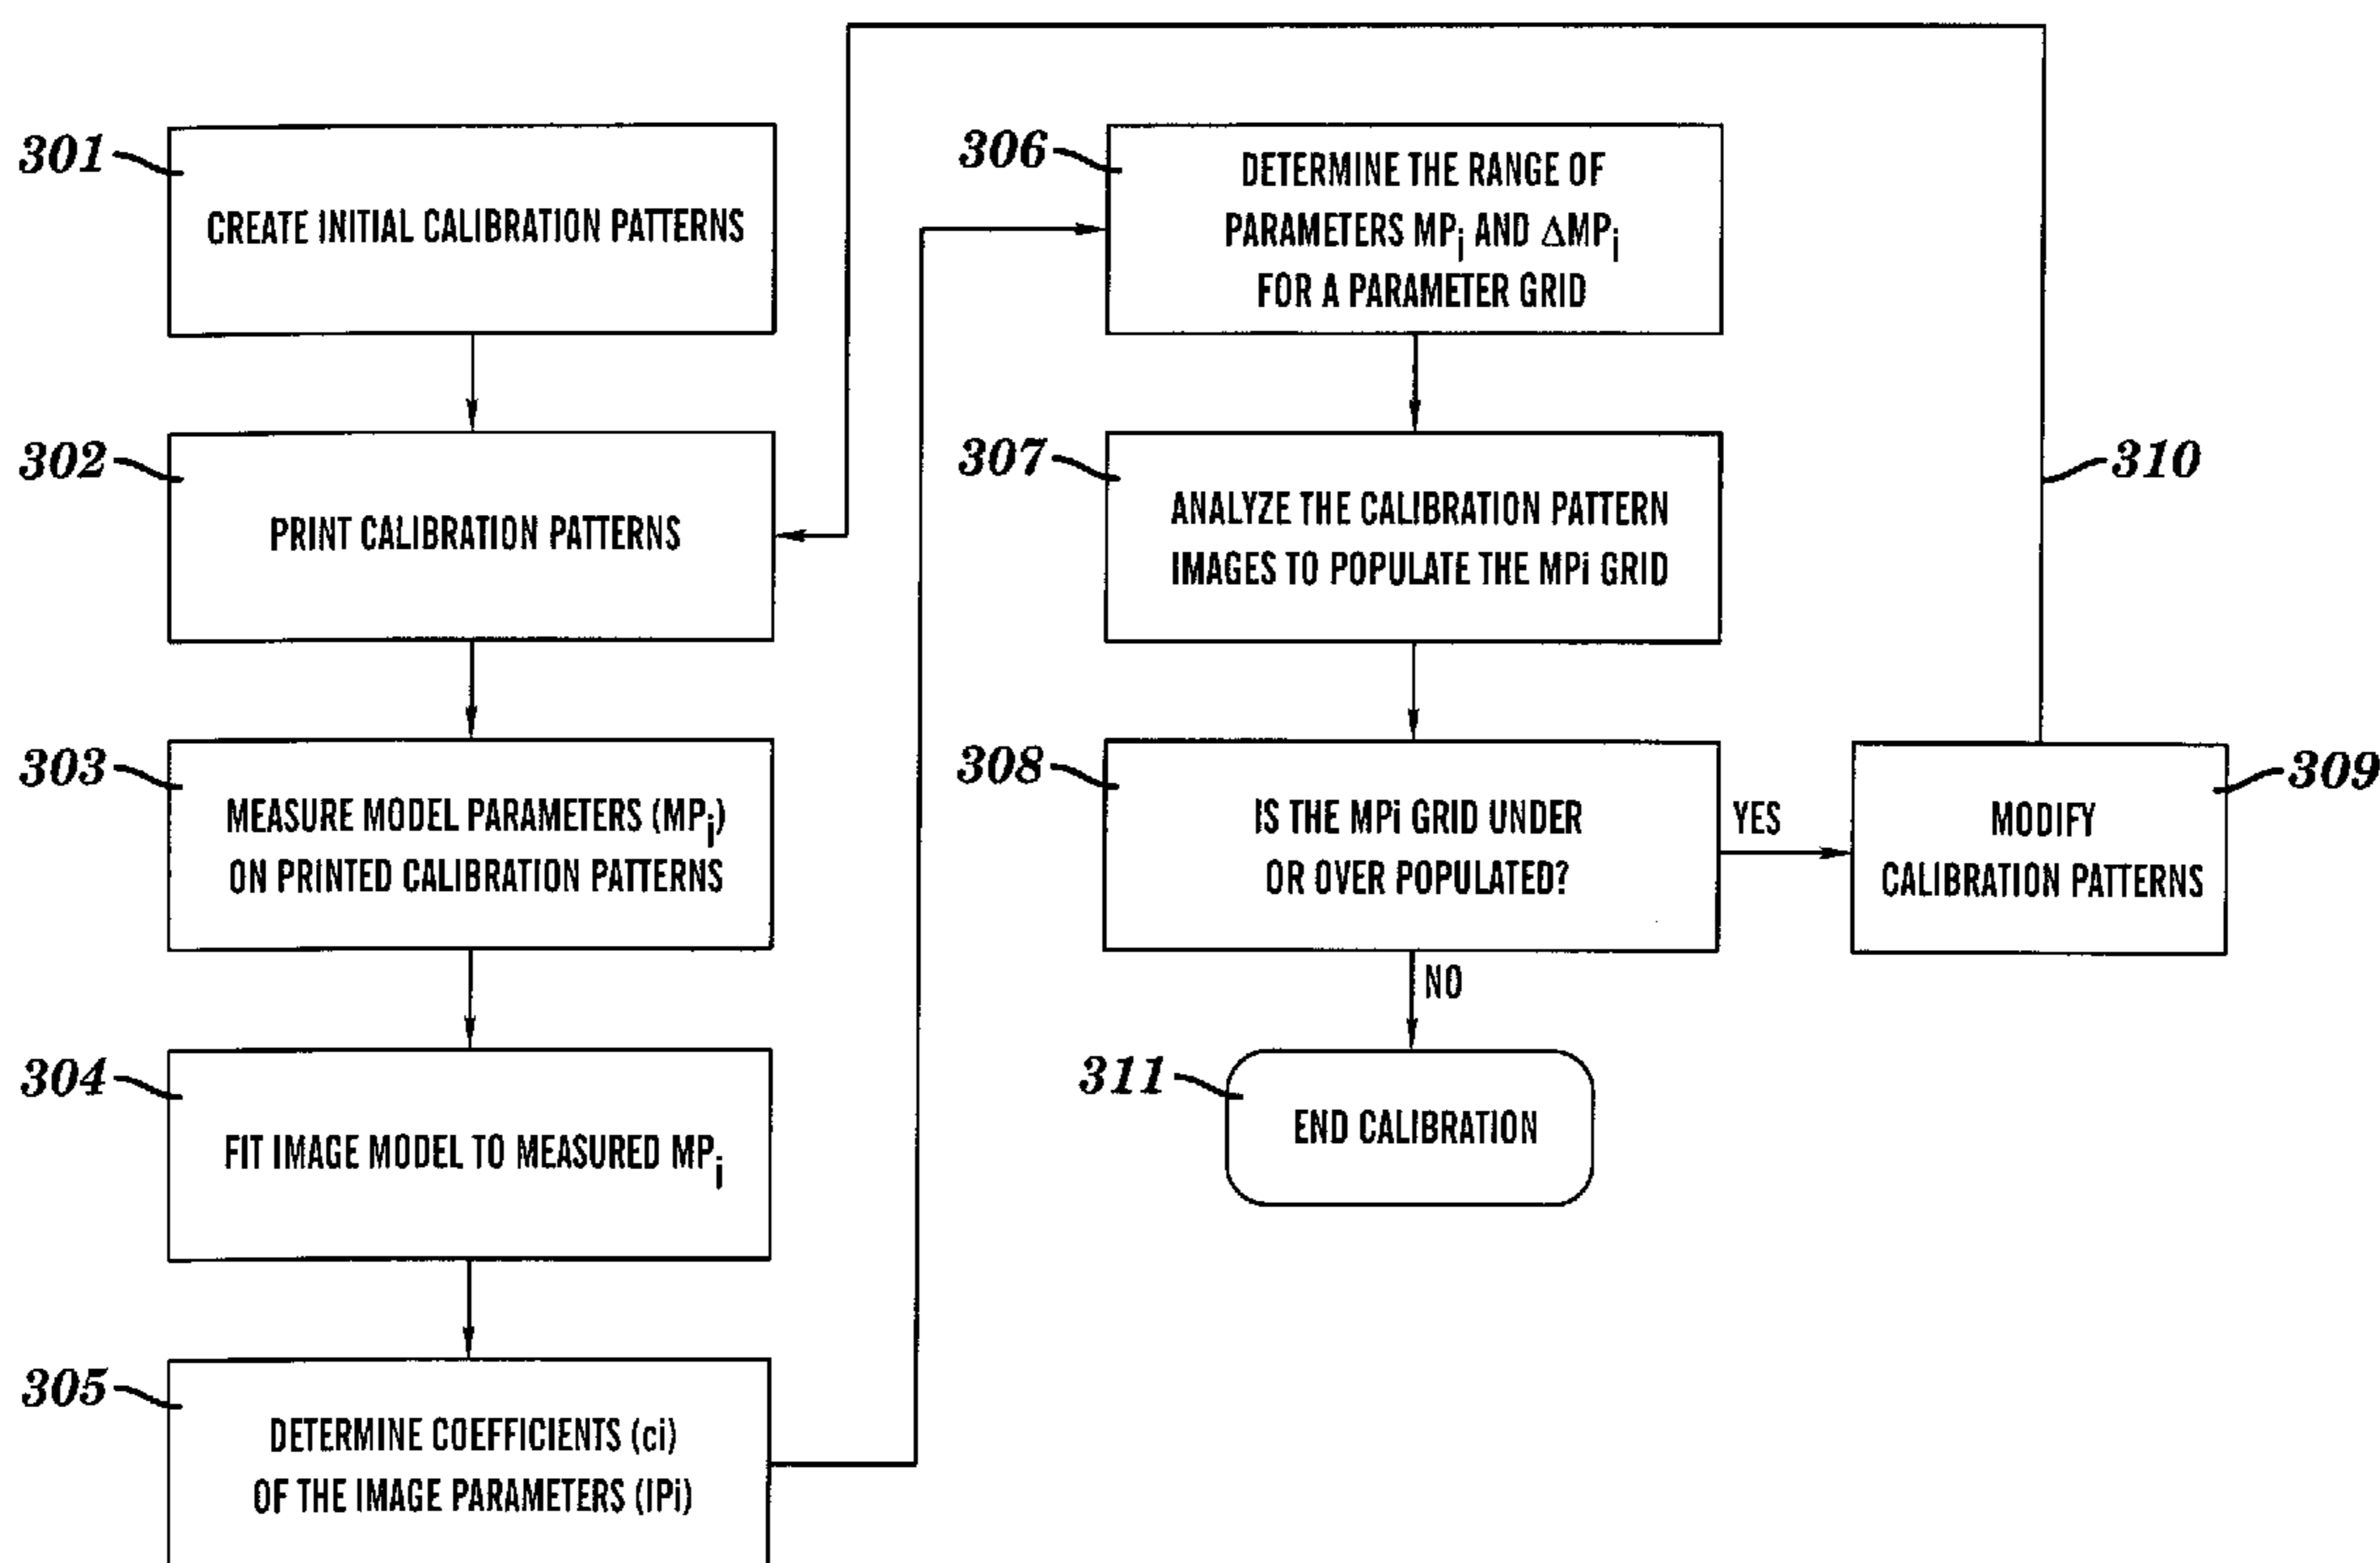 301
CREATE INITIAL CALIBRATION PATTERNS
302
PRINT CALIBRATION PATTERNS
303
MEASURE MODEL PARAMETERS (MPi)
ON PRINTED CALIBRATION PATTERNS
304
FIT IMAGE MODEL TO MEASURED MPi
305
DETERMINE COEFFICIENTS (ci)
OF THE IMAGE PARAMETERS (IPi)
306
DETERMINE THE RANGE OF
PARAMETERS MPi AND ΔMPi
FOR A PARAMETER GRID
307
ANALYZE THE CALIBRATION PATTERN
IMAGES TO POPULATE THE MPi GRID
308
IS THE MPi GRID UNDER
OR OVER POPULATED?
YES
NO
309
MODIFY
CALIBRATION PATTERNS
310
311
END CALIBRATION